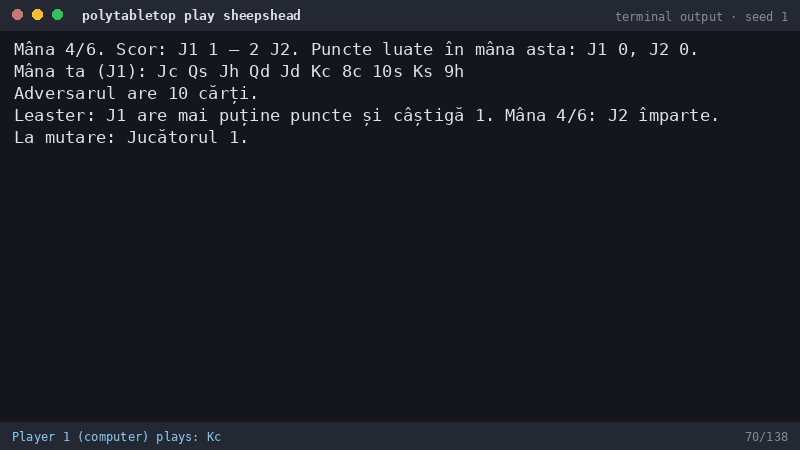 polytabletop play sheepshead
terminal output · seed 1
Mâna 4/6. Scor: J1 1 – 2 J2. Puncte luate în mâna asta: J1 0, J2 0.
Mâna ta (J1): Jc Qs Jh Qd Jd Kc 8c 10s Ks 9h
Adversarul are 10 cărți.
Leaster: J1 are mai puține puncte și câștigă 1. Mâna 4/6: J2 împarte.
La mutare: Jucătorul 1.
Player 1 (computer) plays: Kc
70/138